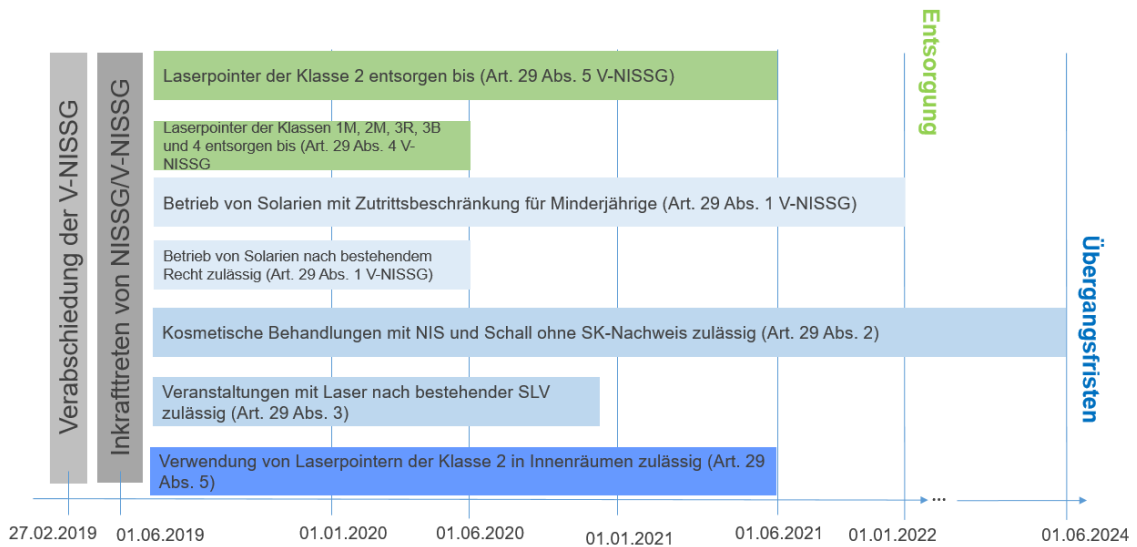 Entsorgung
Laserpointer der Klasse 2 entsorgen bis (Art. 29 Abs. 5 V-NISSG)
Verabschiedung der V-NISSG
Inkrafttreten von NISSG/V-NISSG
Laserpointer der Klassen 1M, 2M, 3R, 3B
und 4 entsorgen bis (Art. 29 Abs. 4 V-
NISSG
Betrieb von Solarien mit Zutrittsbeschränkung für Minderjährige (Art. 29 Abs. 1 V-NISSG)
Betrieb von Solarien nach bestehendem
Recht zulässig (Art. 29 Abs. 1 V-NISSG)
Übergangsfristen
Kosmetische Behandlungen mit NIS und Schall ohne SK-Nachweis zulässig (Art. 29 Abs. 2)
Veranstaltungen mit Laser nach bestehender SLV
zulässig (Art. 29 Abs. 3)
Verwendung von Laserpointern der Klasse 2 in Innenräumen zulässig (Art. 29
Abs. 5)
...
27.02.2019 01.06.2019 01.01.2020 01.06.2020 01.01.2021 01.06.2021 01.01.2022 01.06.2024